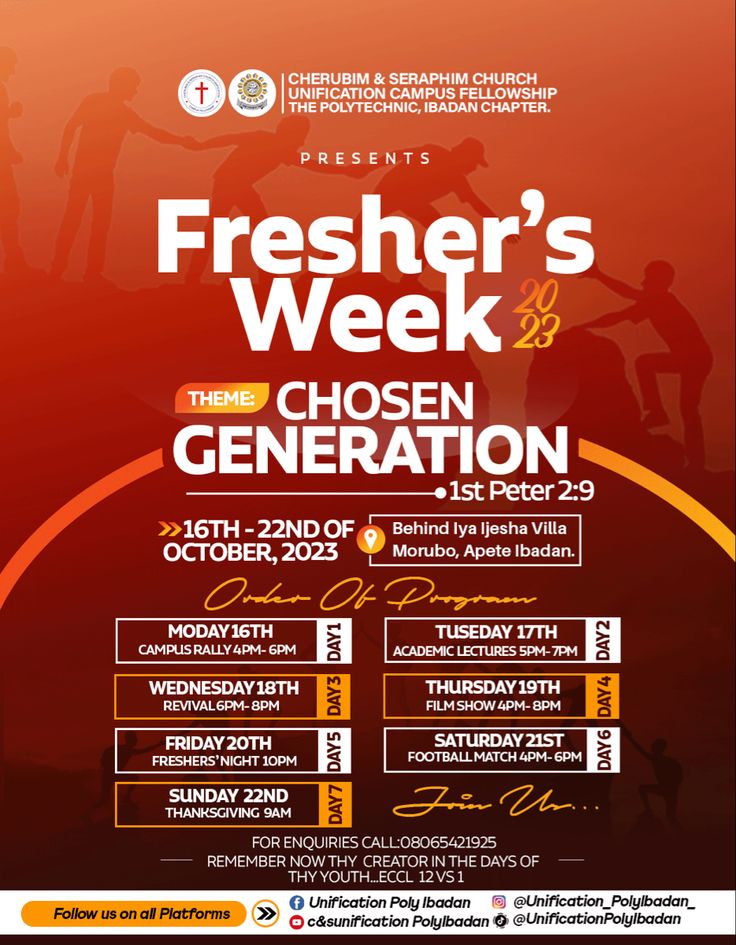 CHERUBIM & SERAPHIM CHURCH
UNIFICATION CAMPUS FELLOWSHIP
THE POLYTECHNIC, IBADAN CHAPTER.
PRESENTS
Fresher's
Week 20
23
THEME: CHOSEN
GENERATION
1st Peter 2:9
16TH - 22ND OF
OCTOBER, 2023
Behind Iya Ijesha Villa
Morubo, Apete Ibadan.
Order Of Program
MODAY 16TH
CAMPUS RALLY 4PM- 6PM
DAY1
TUSEDAY 17TH
ACADEMIC LECTURES 5PM- 7PM
DAY2
WEDNESDAY 18TH
REVIVAL 6PM- 8PM
DAY3
THURSDAY 19TH
FILM SHOW 4PM- 8PM
DAY4
FRIDAY 20TH
FRESHERS' NIGHT 10PM
DAY5
SATURDAY 21ST
FOOTBALL MATCH 4PM- 6PM
DAY6
SUNDAY 22ND
THANKSGIVING 9AM
DAY7
Join Us...
FOR ENQUIRIES CALL:08065421925
REMEMBER NOW THY CREATOR IN THE DAYS OF
THY YOUTH...ECCL 12 VS 1
Follow us on all Platforms
Unification Poly Ibadan
@Unification_PolyIbadan_
c&sunification PolyIbadan
@UnificationPolyIbadan